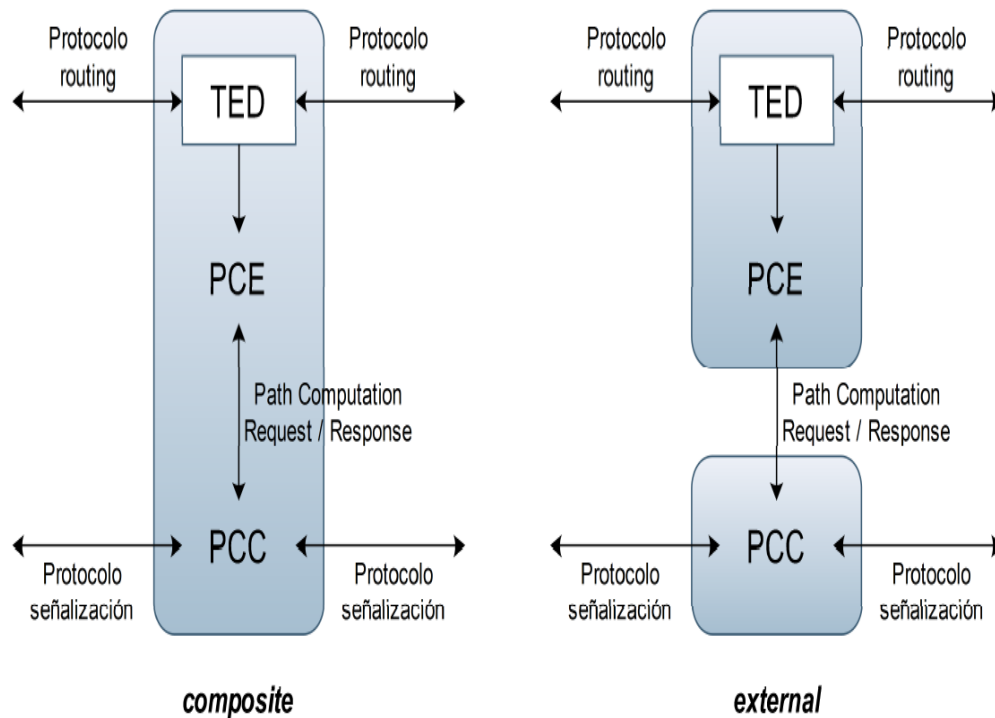 Protocolo
routing
TED
Protocolo
routing
PCE
Path Computation
Request / Response
PCC
Protocolo
señalización
Protocolo
señalización
composite
Protocolo
routing
TED
Protocolo
routing
PCE
Path Computation
Request / Response
PCC
Protocolo
señalización
Protocolo
señalización
external